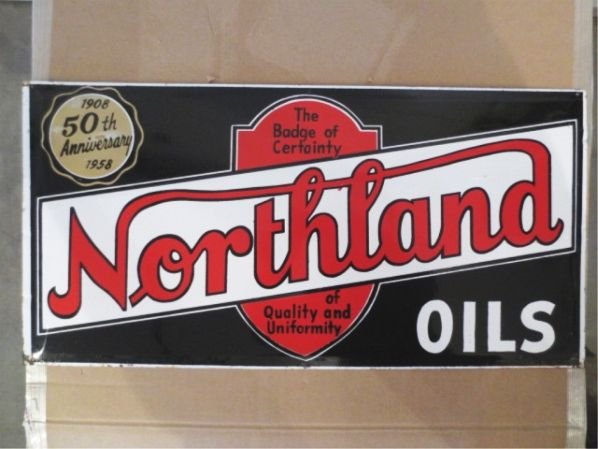 1908
50th
Anniversary
1958
The
Badge of
Certainty
Northland
of
Quality and
Uniformity
OILS